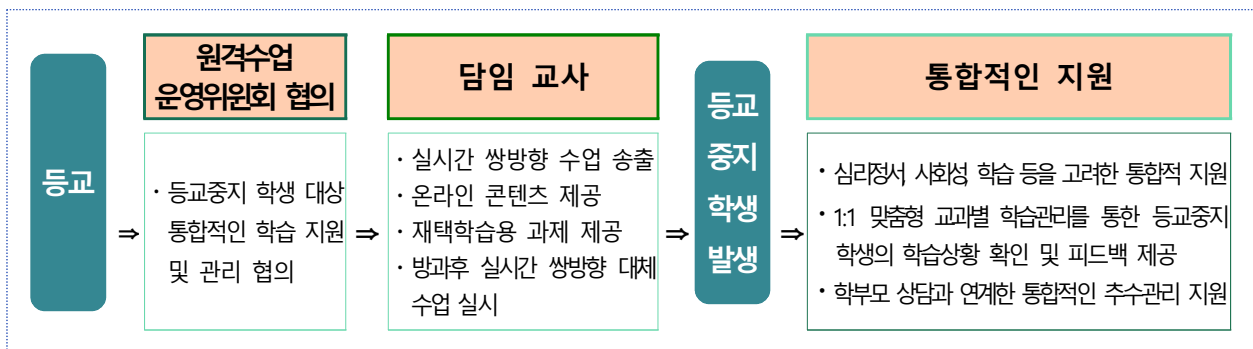 등교
⇒
원격수업
운영위원회 협의
· 등교중지 학생 대상
통합적인 학습 지원
및 관리 협의
⇒
담임 교사
· 실시간 쌍방향 수업 송출
· 온라인 콘텐츠 제공
· 재택학습용 과제 제공
· 방과후 실시간 쌍방향 대체
수업 실시
⇒
등교
중지
학생
발생
⇒
통합적인 지원
· 심리정서, 사회성, 학습 등을 고려한 통합적 지원
· 1:1 맞춤형 교과별 학습관리를 통한 등교중지
학생의 학습상황 확인 및 피드백 제공
· 학부모 상담과 연계한 통합적인 추수관리 지원